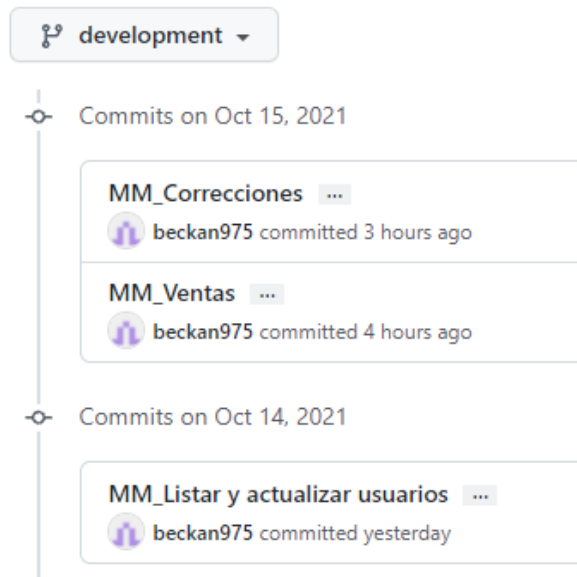 development
Commits on Oct 15, 2021
MM_Correcciones ...
beckan975 committed 3 hours ago
MM_Ventas ...
beckan975 committed 4 hours ago
Commits on Oct 14, 2021
MM_Listar y actualizar usuarios ...
beckan975 committed yesterday